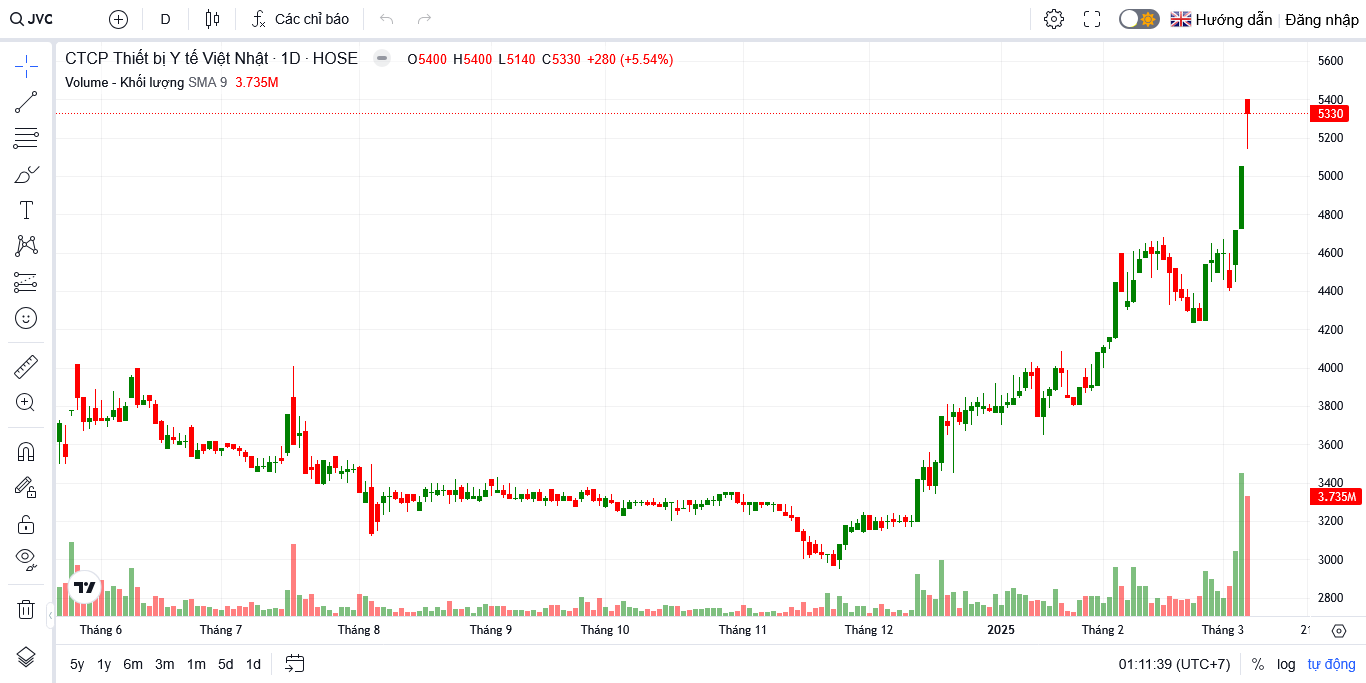 JVC D Các chỉ báo Hướng dẫn Đăng nhập
CTCP Thiết bị Y tế Việt Nhật · 1D · HOSE O5400 H5400 L5140 C5330 +280 (+5.54%)
Volume - Khối lượng SMA 9 3.735M
5600
5400
5330
5200
5000
4800
4600
4400
4200
4000
3800
3600
3400
3.735M
3200
3000
2800
Tháng 6 Tháng 7 Tháng 8 Tháng 9 Tháng 10 Tháng 11 Tháng 12 2025 Tháng 2 Tháng 3 21
5y 1y 6m 3m 1m 5d 1d 01:11:39 (UTC+7) % log tự động